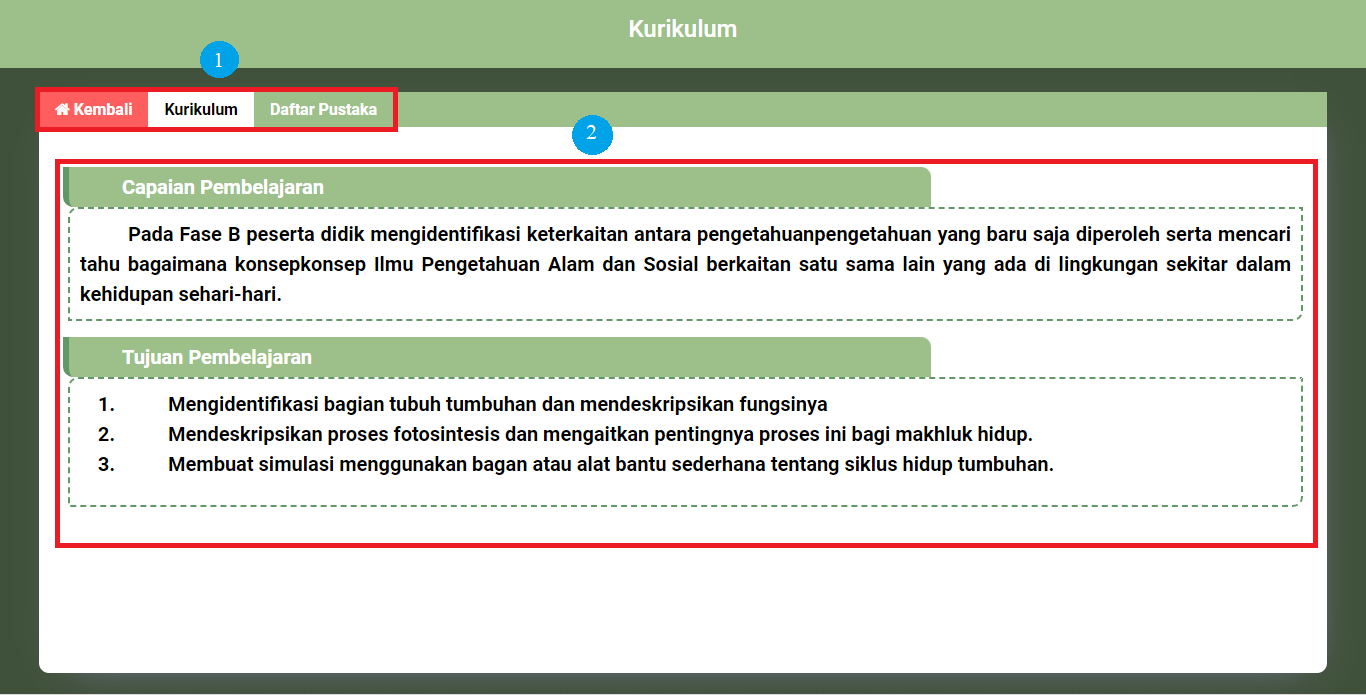 Kurikulum
1
Kembali Kurikulum Daftar Pustaka
2
Capaian Pembelajaran
Pada Fase B peserta didik mengidentifikasi keterkaitan antara pengetahuanpengetahuan yang baru saja diperoleh serta mencari
tahu bagaimana konsepkonsep Ilmu Pengetahuan Alam dan Sosial berkaitan satu sama lain yang ada di lingkungan sekitar dalam
kehidupan sehari-hari.
Tujuan Pembelajaran
1. Mengidentifikasi bagian tubuh tumbuhan dan mendeskripsikan fungsinya
2. Mendeskripsikan proses fotosintesis dan mengaitkan pentingnya proses ini bagi makhluk hidup.
3. Membuat simulasi menggunakan bagan atau alat bantu sederhana tentang siklus hidup tumbuhan.